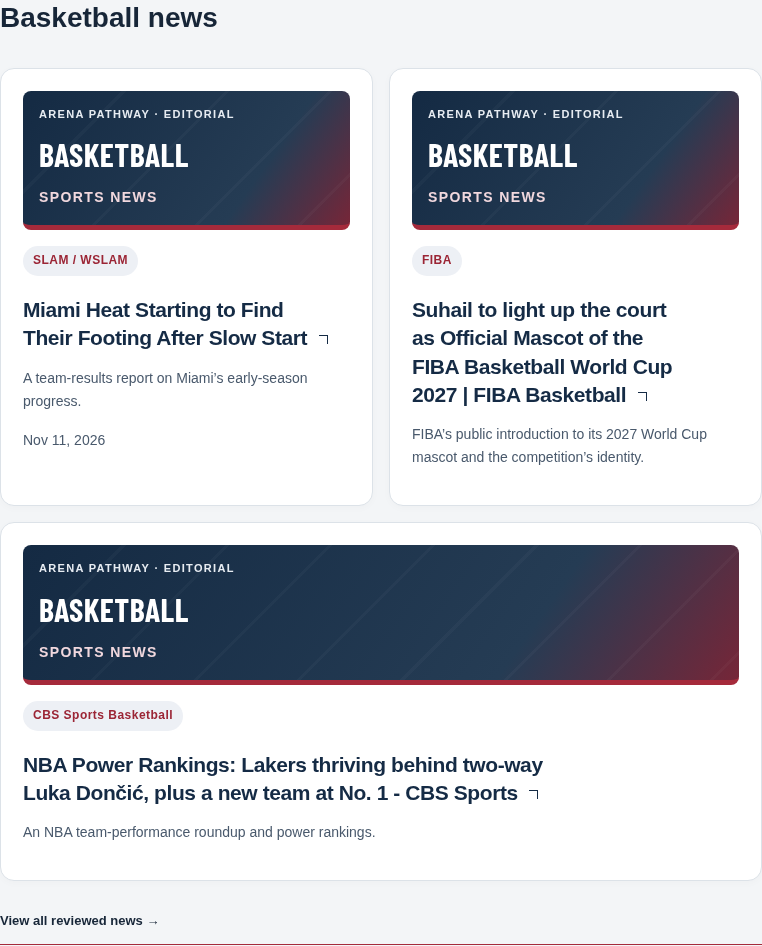 Basketball news
ARENA PATHWAY · EDITORIAL
BASKETBALL
SPORTS NEWS
SLAM / WSLAM
Miami Heat Starting to Find
Their Footing After Slow Start
A team-results report on Miami’s early-season
progress.
Nov 11, 2026
ARENA PATHWAY · EDITORIAL
BASKETBALL
SPORTS NEWS
FIBA
Suhail to light up the court
as Official Mascot of the
FIBA Basketball World Cup
2027 | FIBA Basketball
FIBA’s public introduction to its 2027 World Cup
mascot and the competition’s identity.
ARENA PATHWAY · EDITORIAL
BASKETBALL
SPORTS NEWS
CBS Sports Basketball
NBA Power Rankings: Lakers thriving behind two-way
Luka Dončić, plus a new team at No. 1 - CBS Sports
An NBA team-performance roundup and power rankings.
View all reviewed news →